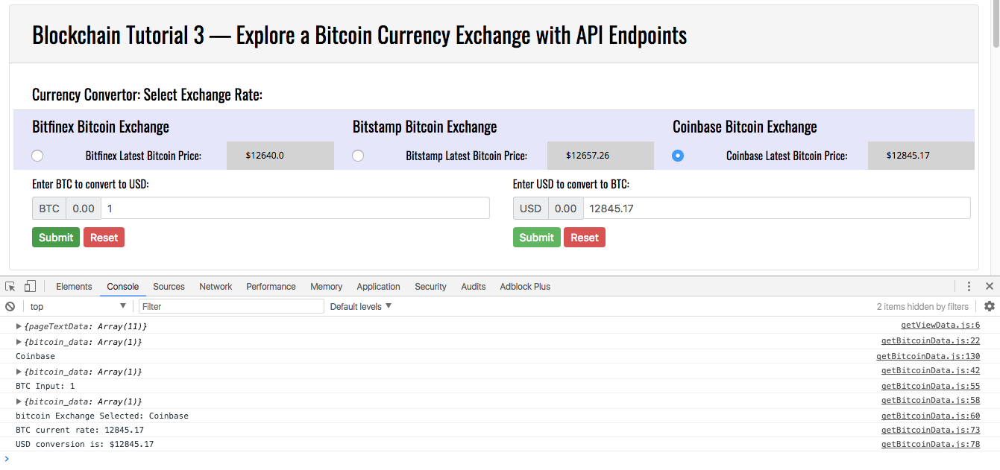 Blockchain Tutorial 3 — Explore a Bitcoin Currency Exchange with API Endpoints
Currency Convertor: Select Exchange Rate:
Bitfinex Bitcoin Exchange
Bitstamp Bitcoin Exchange
Coinbase Bitcoin Exchange
Bitfinex Latest Bitcoin Price: $12640.0
Bitstamp Latest Bitcoin Price: $12657.26
Coinbase Latest Bitcoin Price: $12845.17
Enter BTC to convert to USD:
Enter USD to convert to BTC:
BTC 0.00 1
USD 0.00 12845.17
Submit Reset
Submit Reset
Elements Console Sources Network Performance Memory Application Security Audits Adblock Plus
top Filter Default levels 2 items hidden by filters
{pageTextData: Array(11)} getViewData.js:6
{bitcoin_data: Array(1)} getBitcoinData.js:22
Coinbase getBitcoinData.js:130
{bitcoin_data: Array(1)} getBitcoinData.js:42
BTC Input: 1 getBitcoinData.js:55
{bitcoin_data: Array(1)} getBitcoinData.js:58
bitcoin Exchange Selected: Coinbase getBitcoinData.js:60
BTC current rate: 12845.17 getBitcoinData.js:73
USD conversion is: $12845.17 getBitcoinData.js:78